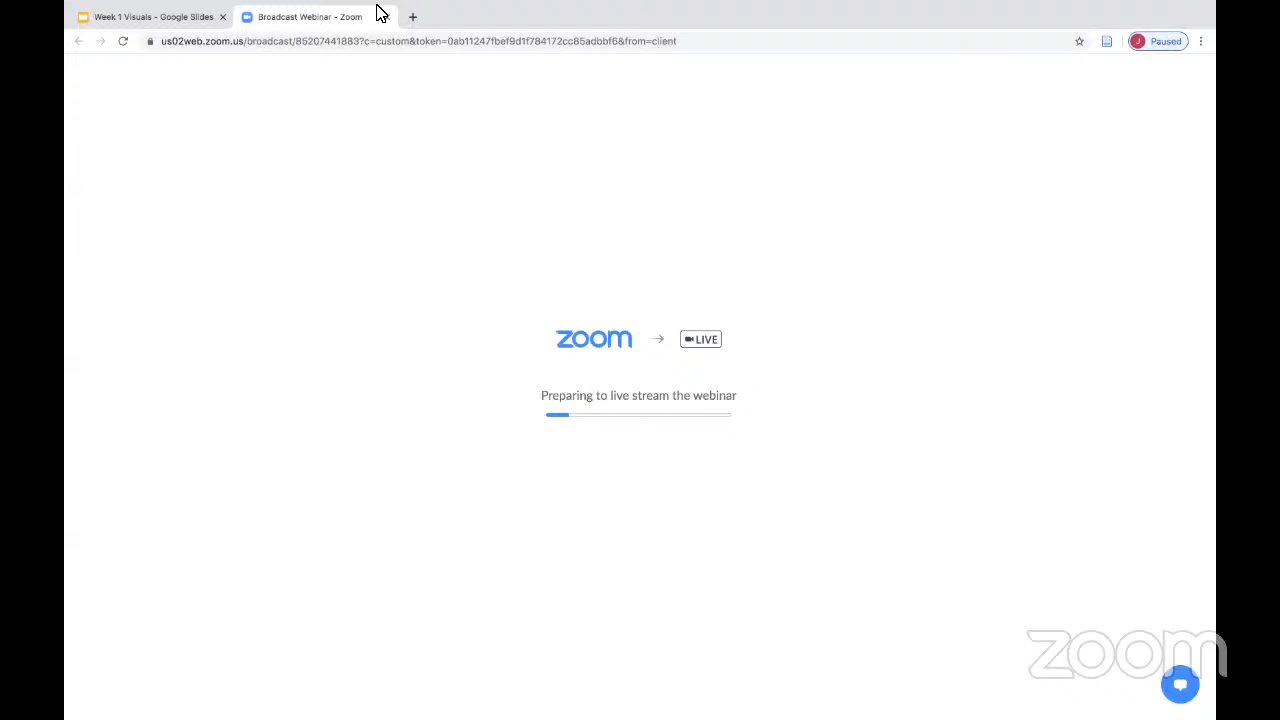 Week 1 Visuals - Google Slides
Broadcast Webinar - Zoom
us02web.zoom.us/broadcast/85207441883?c=custom&token=0ab11247fbef9d1f784172cc85adbbf6&from=client
J Paused
zoom → LIVE
Preparing to live stream the webinar
zoom